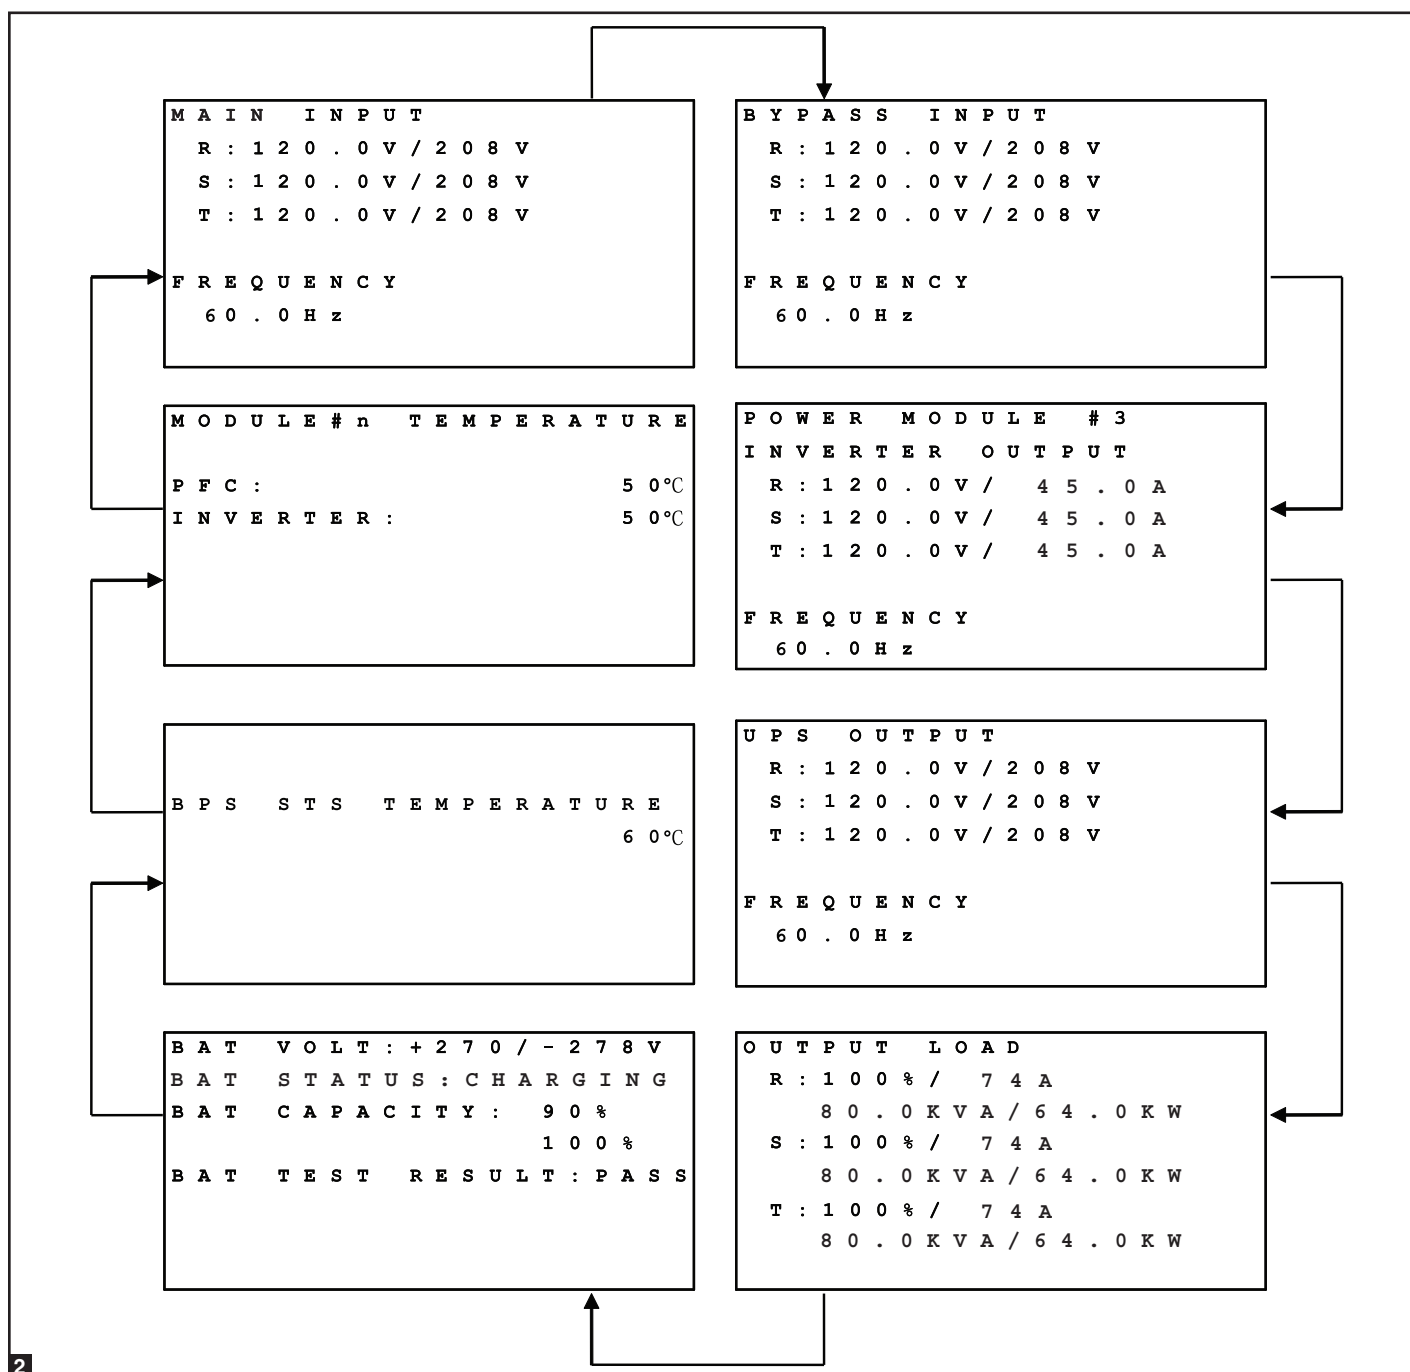 MAIN INPUT
R:120.0V/208V
S:120.0V/208V
T:120.0V/208V
FREQUENCY
60.0Hz
BYPASS INPUT
R:120.0V/208V
S:120.0V/208V
T:120.0V/208V
FREQUENCY
60.0Hz
MODULE#n TEMPERATURE
PFC: 50℃
INVERTER: 50℃
POWER MODULE #3
INVERTER OUTPUT
R:120.0V/ 45.0A
S:120.0V/ 45.0A
T:120.0V/ 45.0A
FREQUENCY
60.0Hz
BPS STS TEMPERATURE
60℃
UPS OUTPUT
R:120.0V/208V
S:120.0V/208V
T:120.0V/208V
FREQUENCY
60.0Hz
BAT VOLT:+270/-278V
BAT STATUS:CHARGING
BAT CAPACITY: 90%
100%
BAT TEST RESULT:PASS
OUTPUT LOAD
R:100%/ 74A
80.0KVA/64.0KW
S:100%/ 74A
80.0KVA/64.0KW
T:100%/ 74A
80.0KVA/64.0KW
2